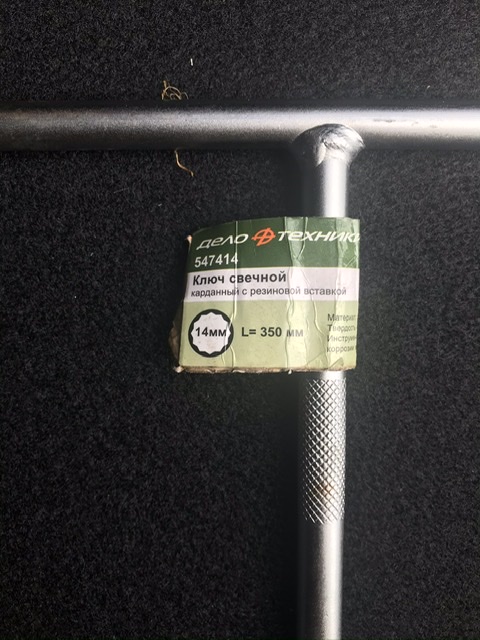 ДЕЛО ТЕХНИКИ
547414
Ключ свечной
карданный с резиновой вставкой
14мм
L= 350 мм